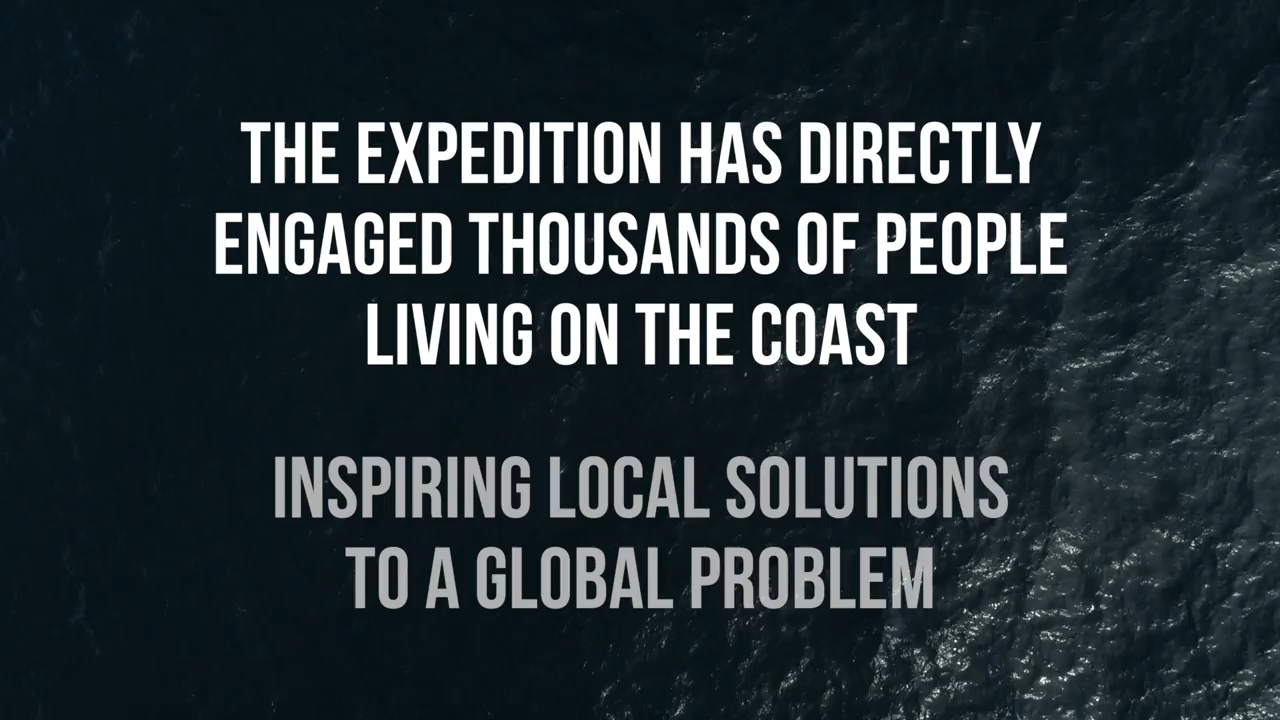 THE EXPEDITION HAS DIRECTLY
ENGAGED THOUSANDS OF PEOPLE
LIVING ON THE COAST
INSPIRING LOCAL SOLUTIONS
TO A GLOBAL PROBLEM